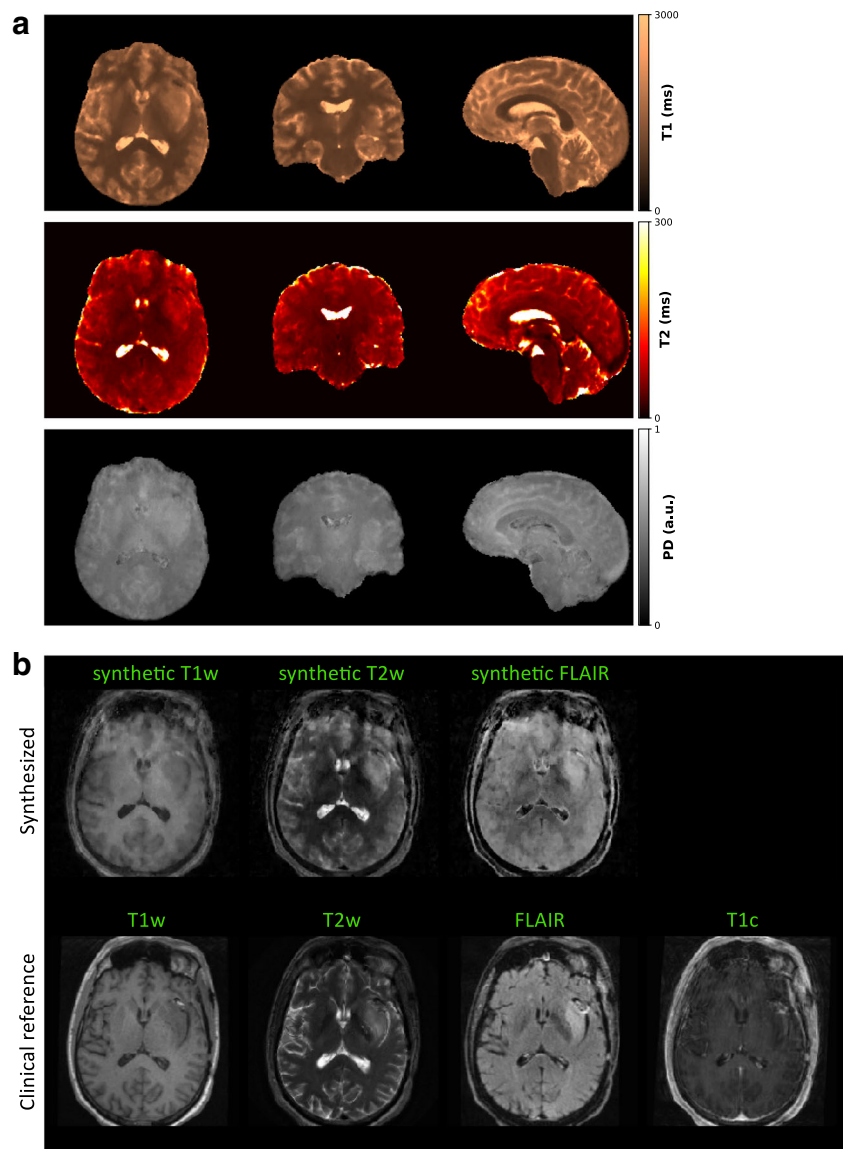 a
3000
T1 (ms)
0
300
T2 (ms)
0
1
PD (a.u.)
0
b
synthetic T1w synthetic T2w synthetic FLAIR
Synthesized
T1w T2w FLAIR T1c
Clinical reference